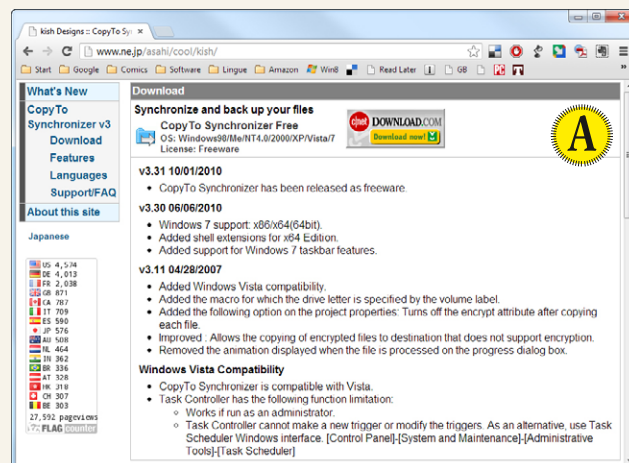 kish Designs :: CopyTo Sy
www.ne.jp/asahi/cool/kish/
Start Google Comics Software Lingue Amazon Win8 Read Later GB
What's New
CopyTo
Synchronizer v3
Download
Features
Languages
Support/FAQ
About this site
Japanese
US 4,574
DE 4,013
FR 2,038
GB 871
CA 787
IT 709
ES 590
JP 576
AU 508
NL 464
IN 362
BR 336
AT 328
HK 318
CH 307
BE 303
27,592 pageviews
FLAG counter
Download
Synchronize and back up your files
CopyTo Synchronizer Free
OS: Windows98/Me/NT4.0/2000/XP/Vista/7
License: Freeware
c|net DOWNLOAD.COM
Download now!
A
v3.31 10/01/2010
CopyTo Synchronizer has been released as freeware.
v3.30 06/06/2010
Windows 7 support: x86/x64(64bit).
Added shell extensions for x64 Edition.
Added support for Windows 7 taskbar features.
v3.11 04/28/2007
Added Windows Vista compatibility.
Added the macro for which the drive letter is specified by the volume label.
Added the following option on the project properties: Turns off the encrypt attribute after copying
each file.
Improved : Allows the copying of encrypted files to destination that does not support encryption.
Removed the animation displayed when the file is processed on the progress dialog box.
Windows Vista Compatibility
CopyTo Synchronizer is compatible with Vista.
Task Controller has the following function limitation:
Works if run as an administrator.
Task Controller cannot make a new trigger or modify the triggers. As an alternative, use Task
Scheduler Windows interface. [Control Panel]-[System and Maintenance]-[Administrative
Tools]-[Task Scheduler]